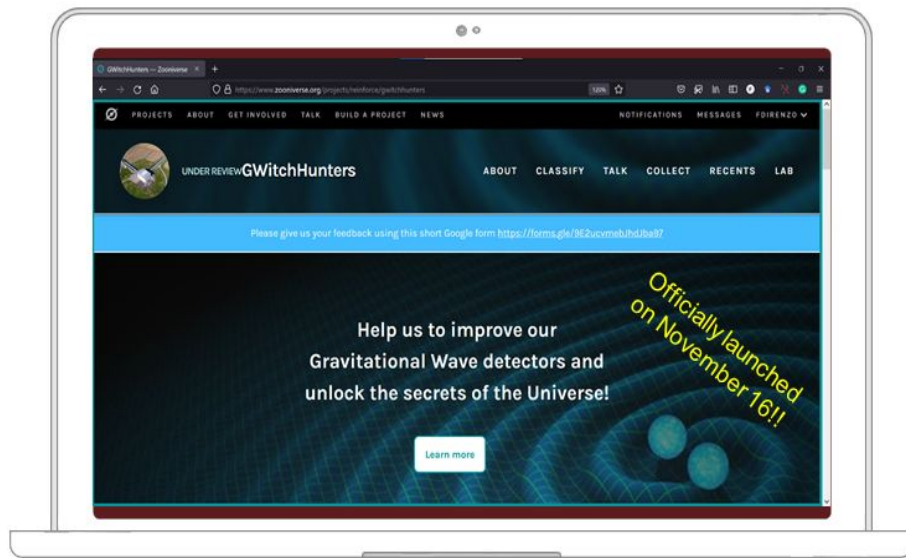 GWitchHunters — Zooniverse
https://www.zooniverse.org/projects/reinforce/gwitchhunters
120%
PROJECTS ABOUT GET INVOLVED TALK BUILD A PROJECT NEWS
NOTIFICATIONS MESSAGES FDIRENZO
UNDER REVIEW GWitchHunters
ABOUT CLASSIFY TALK COLLECT RECENTS LAB
Please give us your feedback using this short Google form https://forms.gle/9E2ucvmebJhdJba97
Officially launched
on November 16!!
Help us to improve our
Gravitational Wave detectors and
unlock the secrets of the Universe!
Learn more